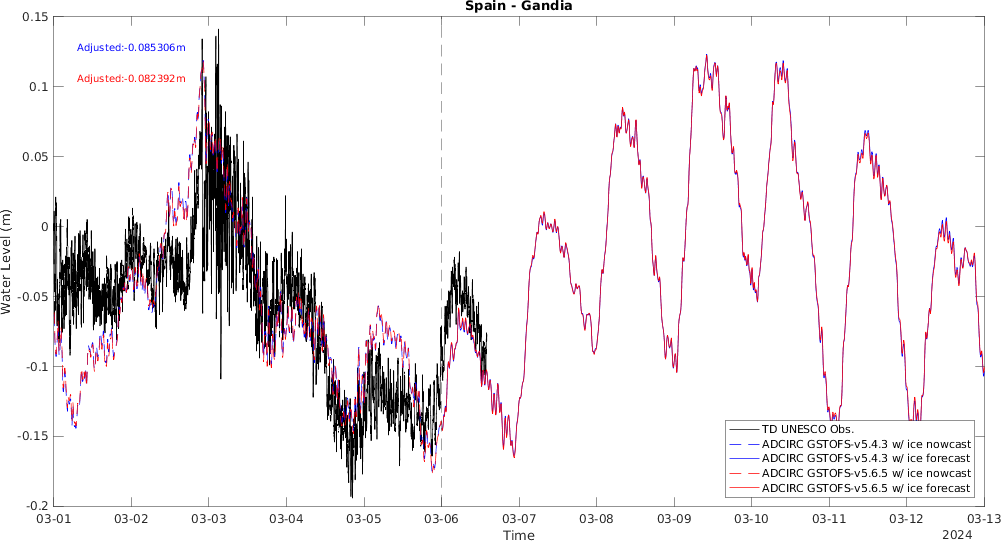 Spain - Gandia
Adjusted:-0.085306m
Adjusted:-0.082392m
Water Level (m)
0.15
0.1
0.05
0
-0.05
-0.1
-0.15
-0.2
TD UNESCO Obs.
ADCIRC GSTOFS-v5.4.3 w/ ice nowcast
ADCIRC GSTOFS-v5.4.3 w/ ice forecast
ADCIRC GSTOFS-v5.6.5 w/ ice nowcast
ADCIRC GSTOFS-v5.6.5 w/ ice forecast
03-01 03-02 03-03 03-04 03-05 03-06 03-07 03-08 03-09 03-10 03-11 03-12 03-13
Time
2024